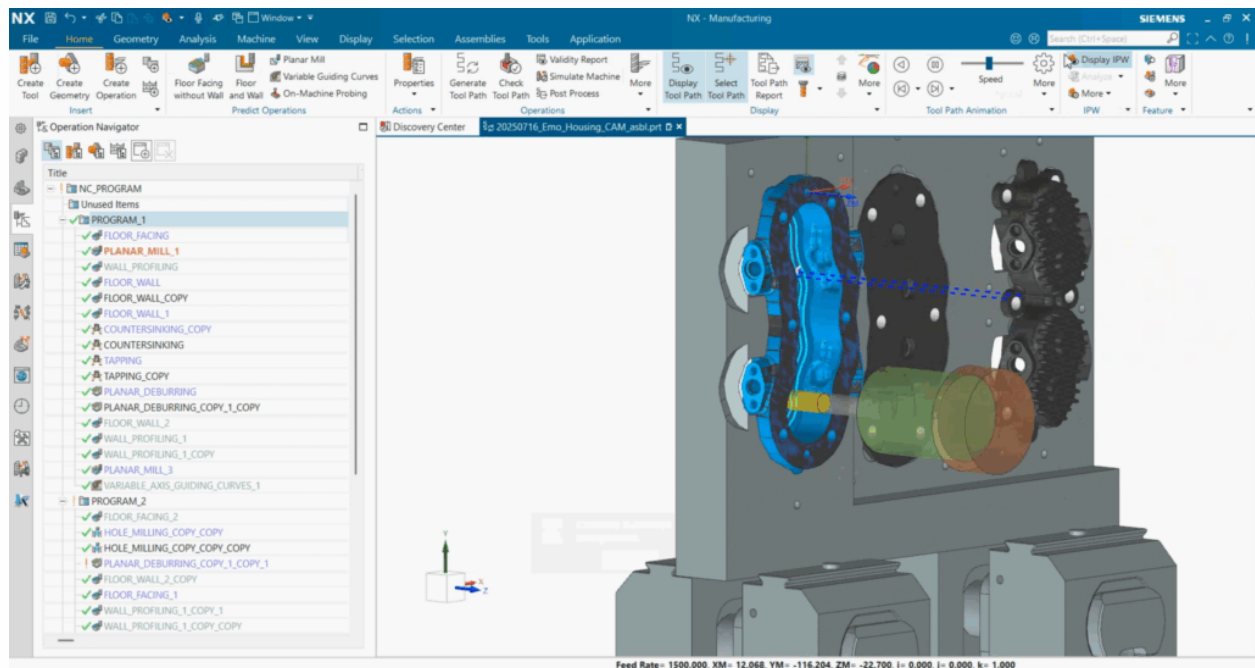 NX Window NX - Manufacturing SIEMENS
File Home Geometry Analysis Machine View Display Selection Assemblies Tools Application Search (Ctrl+Space)
Create Tool
Create Geometry
Create Operation
Insert
Floor Facing without Wall
Floor and Wall
Planar Mill
Variable Guiding Curves
On-Machine Probing
Predict Operations
Properties
Actions
Generate Tool Path
Check Tool Path
Validity Report
Simulate Machine
Post Process
More
Operations
Display Tool Path
Select Tool Path
Tool Path Report
More
Display
Speed
More
Tool Path Animation
Display IPW
Analyze
More
IPW
More
Feature
Operation Navigator
Discovery Center 20250716_Emo_Housing_CAM_asbl.prt
Title
NC_PROGRAM
Unused Items
PROGRAM_1
FLOOR_FACING
PLANAR_MILL_1
WALL_PROFILING
FLOOR_WALL
FLOOR_WALL_COPY
FLOOR_WALL_1
COUNTERSINKING_COPY
COUNTERSINKING
TAPPING
TAPPING_COPY
PLANAR_DEBURRING
PLANAR_DEBURRING_COPY_1_COPY
FLOOR_WALL_2
WALL_PROFILING_1
WALL_PROFILING_1_COPY
PLANAR_MILL_3
VARIABLE_AXIS_GUIDING_CURVES_1
PROGRAM_2
FLOOR_FACING_2
HOLE_MILLING_COPY_COPY
HOLE_MILLING_COPY_COPY_COPY
PLANAR_DEBURRING_COPY_1_COPY_1
FLOOR_WALL_2_COPY
FLOOR_FACING_1
WALL_PROFILING_1_COPY_1
WALL_PROFILING_1_COPY_COPY
Y
X
Z
Feed Rate= 1500.000, XM= 12.068, YM= -116.204, ZM= -22.700, i= 0.000, j= 0.000, k= 1.000